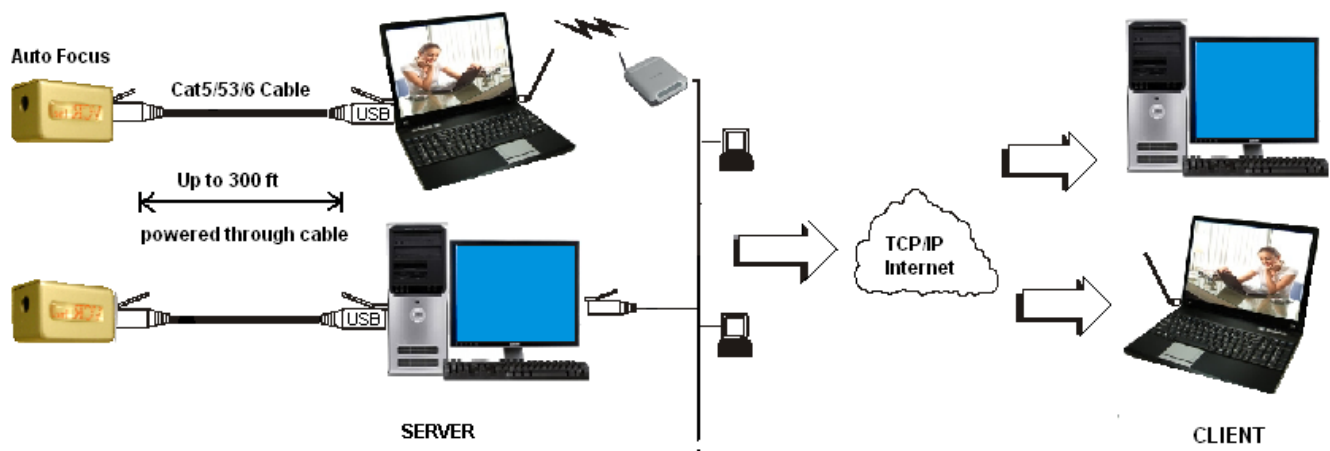 Auto Focus
Cat5/53/6 Cable
USB
Up to 300 ft
powered through cable
USB
SERVER
TCP/IP
Internet
CLIENT